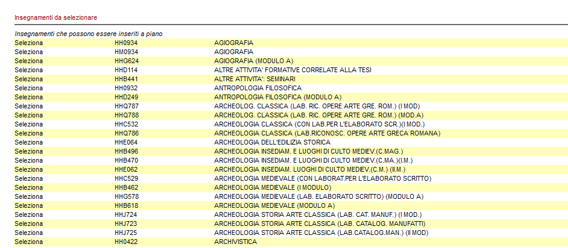 Insegnamenti da selezionare
Insegnamenti che possono essere inseriti a piano
Seleziona HH0934 AGIOGRAFIA
Seleziona HM0934 AGIOGRAFIA
Seleziona HHG624 AGIOGRAFIA (MODULO A)
Seleziona HHD114 ALTRE ATTIVITA' FORMATIVE CORRELATE ALLA TESI
Seleziona HHB441 ALTRE ATTIVITA': SEMINARI
Seleziona HH0932 ANTROPOLOGIA FILOSOFICA
Seleziona HHD249 ANTROPOLOGIA FILOSOFICA (MODULO A)
Seleziona HHQ787 ARCHEOLOG. CLASSICA (LAB. RIC. OPERE ARTE GRE. ROM.) (I MOD)
Seleziona HHQ788 ARCHEOLOG. CLASSICA (LAB. RIC. OPERE ARTE GRE. ROM.) (MOD.A)
Seleziona HHC532 ARCHEOLOGIA CLASSICA (CON LAB.PER L'ELABORATO SCR.)(I MOD.)
Seleziona HHQ786 ARCHEOLOGIA CLASSICA (LAB.RICONOSC. OPERE ARTE GRECA ROMANA)
Seleziona HHE064 ARCHEOLOGIA DELL'EDILIZIA STORICA
Seleziona HHB496 ARCHEOLOGIA INSEDIAM. E LUOGHI DI CULTO MEDIEV.(C.MAG.)
Seleziona HHB470 ARCHEOLOGIA INSEDIAM. E LUOGHI DI CULTO MEDIEV.(C.MA.)(I.M.)
Seleziona HHE062 ARCHEOLOGIA INSEDIAM. LUOGHI DI CULTO MEDIEV.(C.M.) (II.M.)
Seleziona HHC529 ARCHEOLOGIA MEDIEVALE (CON LABORAT.PER L'ELABORATO SCRITTO)
Seleziona HHB462 ARCHEOLOGIA MEDIEVALE (I MODULO)
Seleziona HHG578 ARCHEOLOGIA MEDIEVALE (LAB. ELABORATO SCRITTO) (MODULO A)
Seleziona HHB618 ARCHEOLOGIA MEDIEVALE (MODULO A)
Seleziona HHJ724 ARCHEOLOGIA STORIA ARTE CLASSICA (LAB. CAT. MANUF.) (I MOD.)
Seleziona HHJ723 ARCHEOLOGIA STORIA ARTE CLASSICA (LAB. CATALOG. MANUFATTI)
Seleziona HHJ725 ARCHEOLOGIA STORIA ARTE CLASSICA (LAB.CATALOG.MAN.) (II MOD)
Seleziona HH0422 ARCHIVISTICA